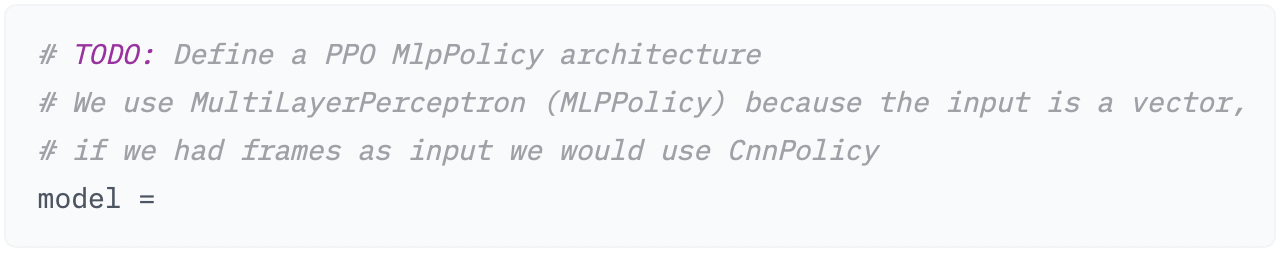 # TODO: Define a PPO MlpPolicy architecture
# We use MultiLayerPerceptron (MLPPolicy) because the input is a vector,
# if we had frames as input we would use CnnPolicy
model =